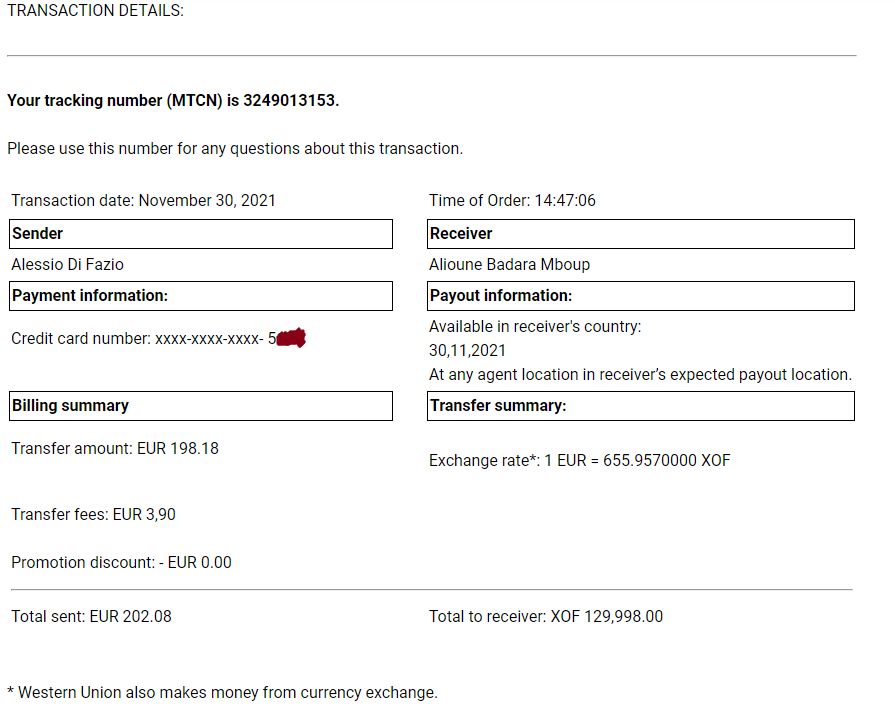 TRANSACTION DETAILS:
Your tracking number (MTCN) is 3249013153.
Please use this number for any questions about this transaction.
Transaction date: November 30, 2021
Time of Order: 14:47:06
Sender
Receiver
Alessio Di Fazio
Alioune Badara Mboup
Payment information:
Payout information:
Credit card number: xxxx-xxxx-xxxx- 5
Available in receiver's country:
30,11,2021
At any agent location in receiver's expected payout location.
Billing summary
Transfer summary:
Transfer amount: EUR 198.18
Exchange rate*: 1 EUR = 655.9570000 XOF
Transfer fees: EUR 3,90
Promotion discount: - EUR 0.00
Total sent: EUR 202.08
Total to receiver: XOF 129,998.00
* Western Union also makes money from currency exchange.